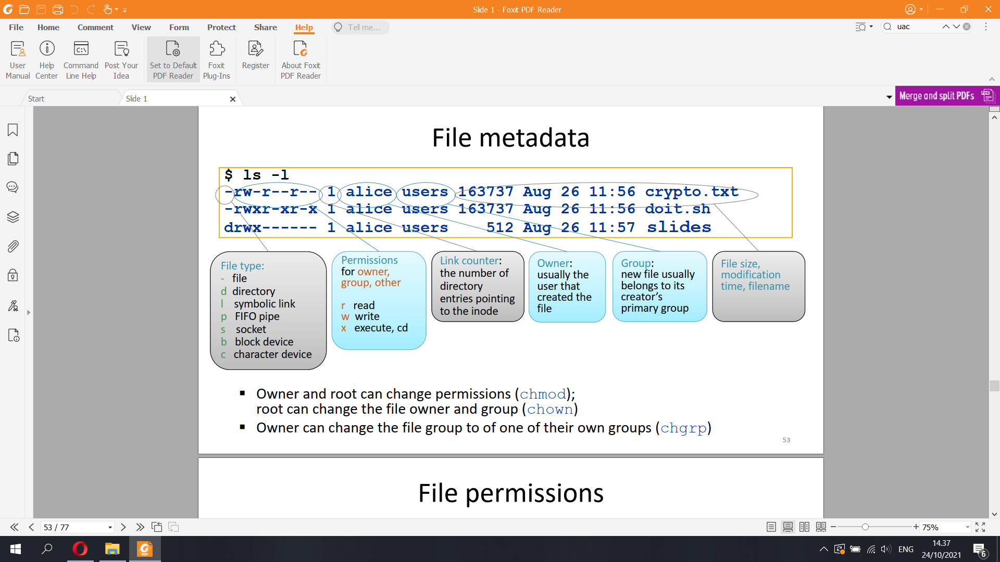 Slide 1 - Foxit PDF Reader
File Home Comment View Form Protect Share Help Tell me... uac
User Manual
Help Center
Command Line Help
Post Your Idea
Set to Default PDF Reader
Foxit Plug-Ins
Register
About Foxit PDF Reader
Start
Slide 1
Merge and split PDFs
File metadata
$ ls -l
-rw-r--r-- 1 alice users 163737 Aug 26 11:56 crypto.txt
-rwxr-xr-x 1 alice users 163737 Aug 26 11:56 doit.sh
drwx------ 1 alice users 512 Aug 26 11:57 slides
File type:
- file
d directory
l symbolic link
p FIFO pipe
s socket
b block device
c character device
Permissions
for owner,
group, other
r read
w write
x execute, cd
Link counter:
the number of
directory
entries pointing
to the inode
Owner:
usually the
user that
created the
file
Group:
new file usually
belongs to its
creator’s
primary group
File size,
modification
time, filename
▪ Owner and root can change permissions (chmod);
root can change the file owner and group (chown)
▪ Owner can change the file group to of one of their own groups (chgrp)
53
File permissions
53 / 77
75%
ENG
14.37
24/10/2021
6